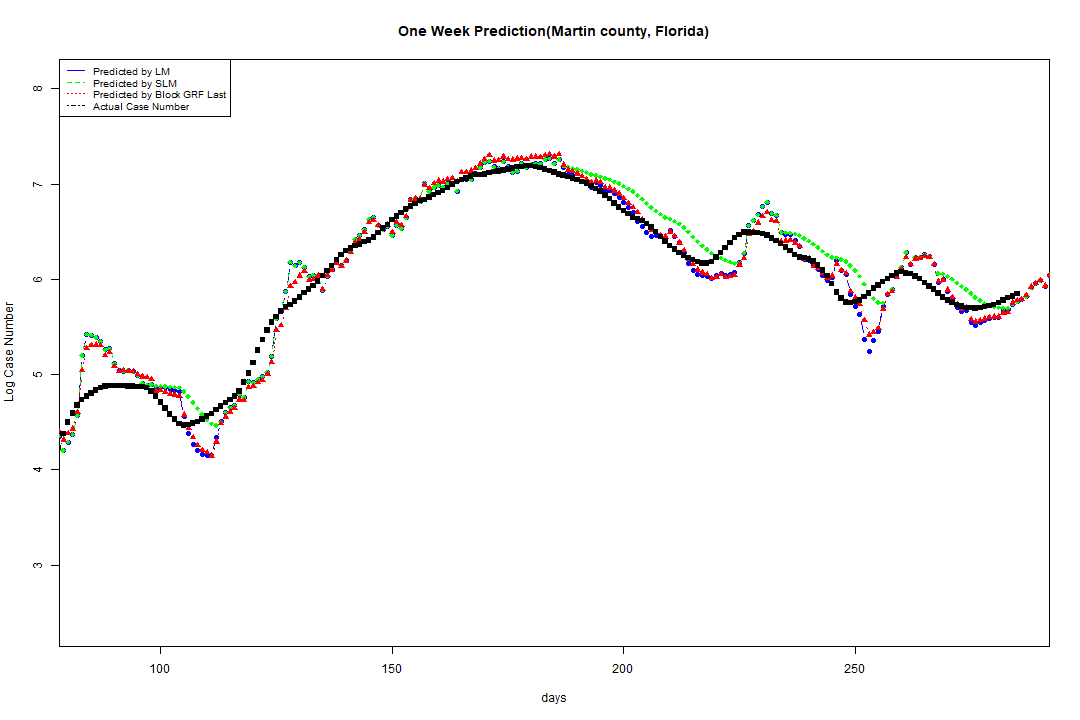 One Week Prediction(Martin county, Florida)
Predicted by LM
Predicted by SLM
Predicted by Block GRF Last
Actual Case Number
8
7
6
5
4
3
Log Case Number
100 150 200 250
days